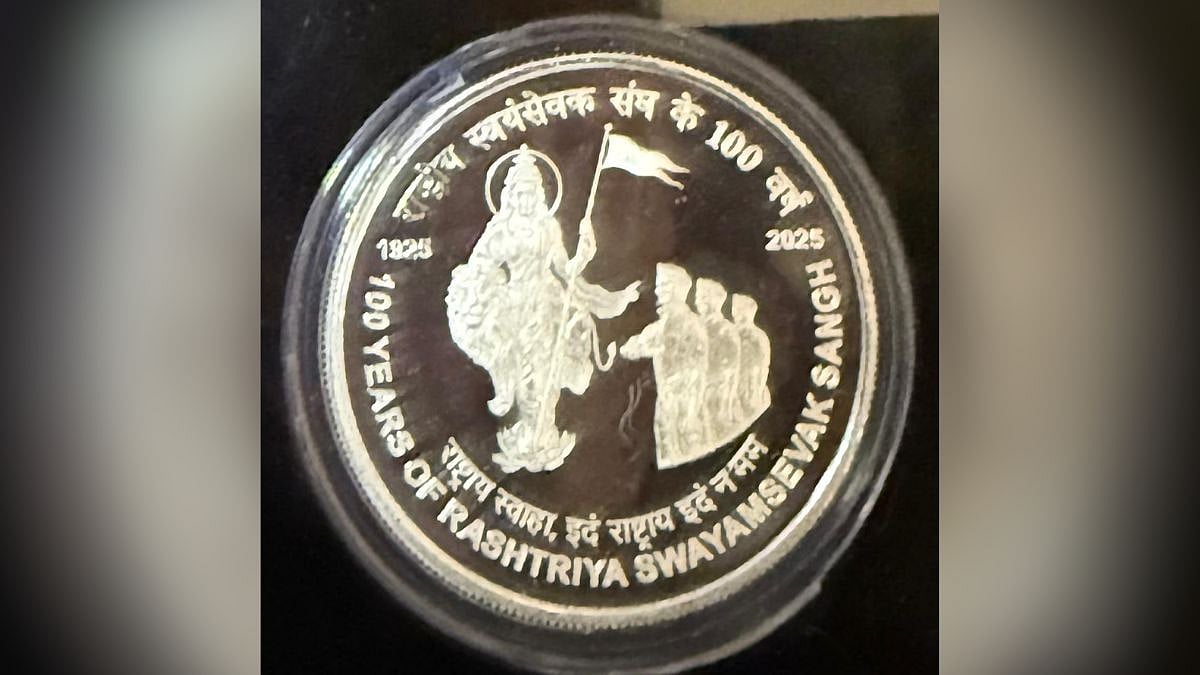 राष्ट्रीय स्वयंसेवक संघ के 100 वर्ष
1925
2025
राष्ट्राय स्वाहा, इदं राष्ट्राय इदं न मम
100 YEARS OF RASHTRIYA SWAYAMSEVAK SANGH